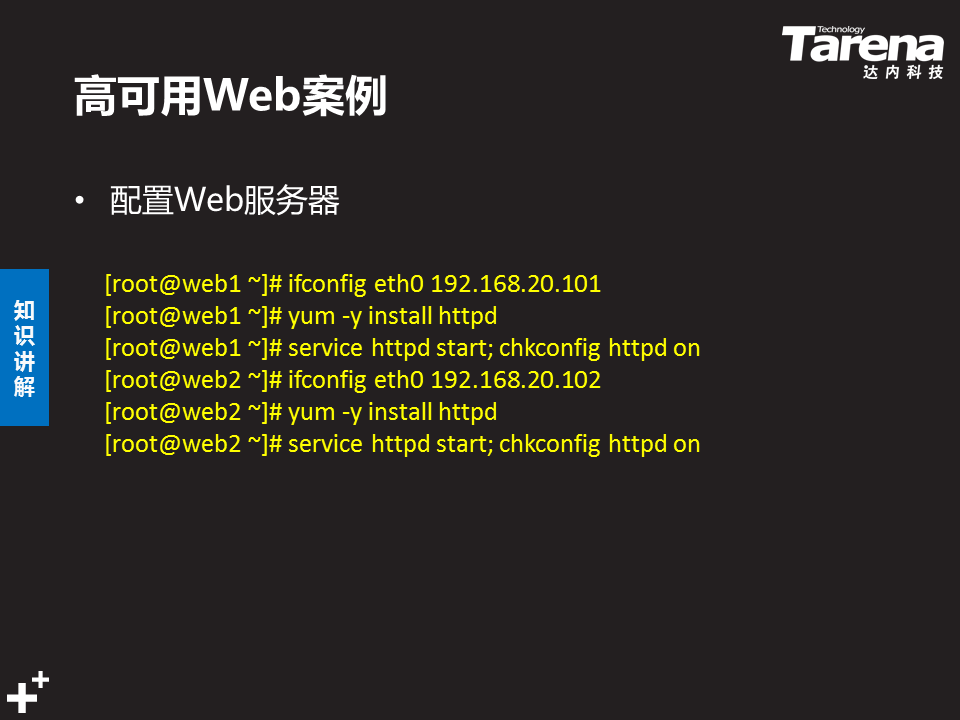 Technology
Tarena
达内科技
高可用Web案例
• 配置Web服务器
[root@web1 ~]# ifconfig eth0 192.168.20.101
[root@web1 ~]# yum -y install httpd
[root@web1 ~]# service httpd start; chkconfig httpd on
[root@web2 ~]# ifconfig eth0 192.168.20.102
[root@web2 ~]# yum -y install httpd
[root@web2 ~]# service httpd start; chkconfig httpd on
知
识
讲
解